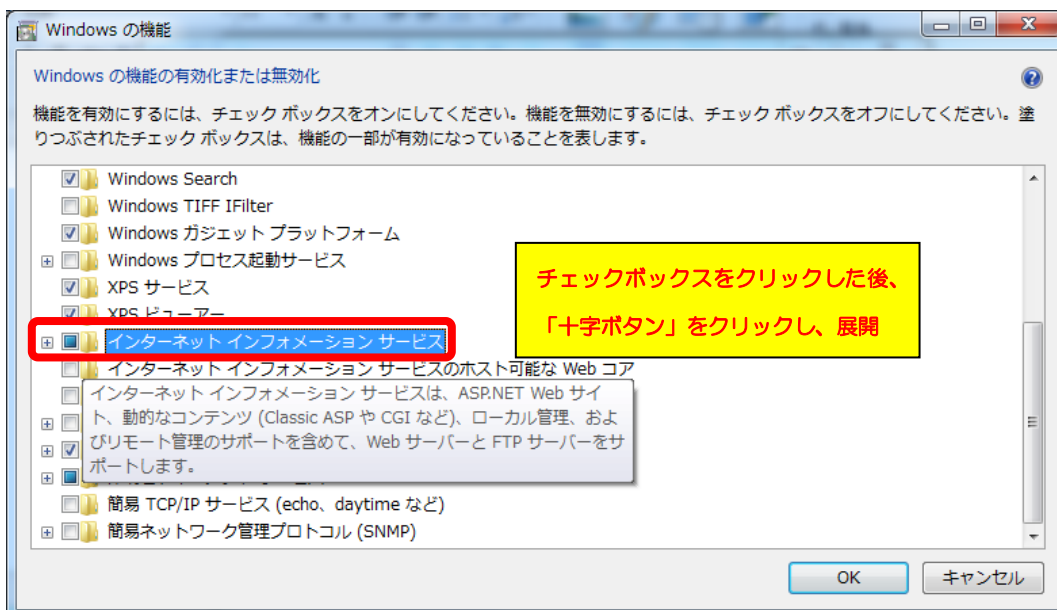 Windows の機能
Windows の機能の有効化または無効化
機能を有効にするには、チェック ボックスをオンにしてください。機能を無効にするには、チェック ボックスをオフにしてください。塗
りつぶされたチェック ボックスは、機能の一部が有効になっていることを表します。
Windows Search
Windows TIFF IFilter
Windows ガジェット プラットフォーム
Windows プロセス起動サービス
XPS サービス
XPS ビューアー
チェックボックスをクリックした後、
「十字ボタン」をクリックし、展開
インターネット インフォメーション サービス
インターネット インフォメーション サービスのホスト可能な Web コア
インターネット インフォメーション サービスは、ASP.NET Web サイ
ト、動的なコンテンツ (Classic ASP や CGI など)、ローカル管理、およ
びリモート管理のサポートを含めて、Web サーバーと FTP サーバーをサ
ポートします。
簡易 TCP/IP サービス (echo、daytime など)
簡易ネットワーク管理プロトコル (SNMP)
OK
キャンセル